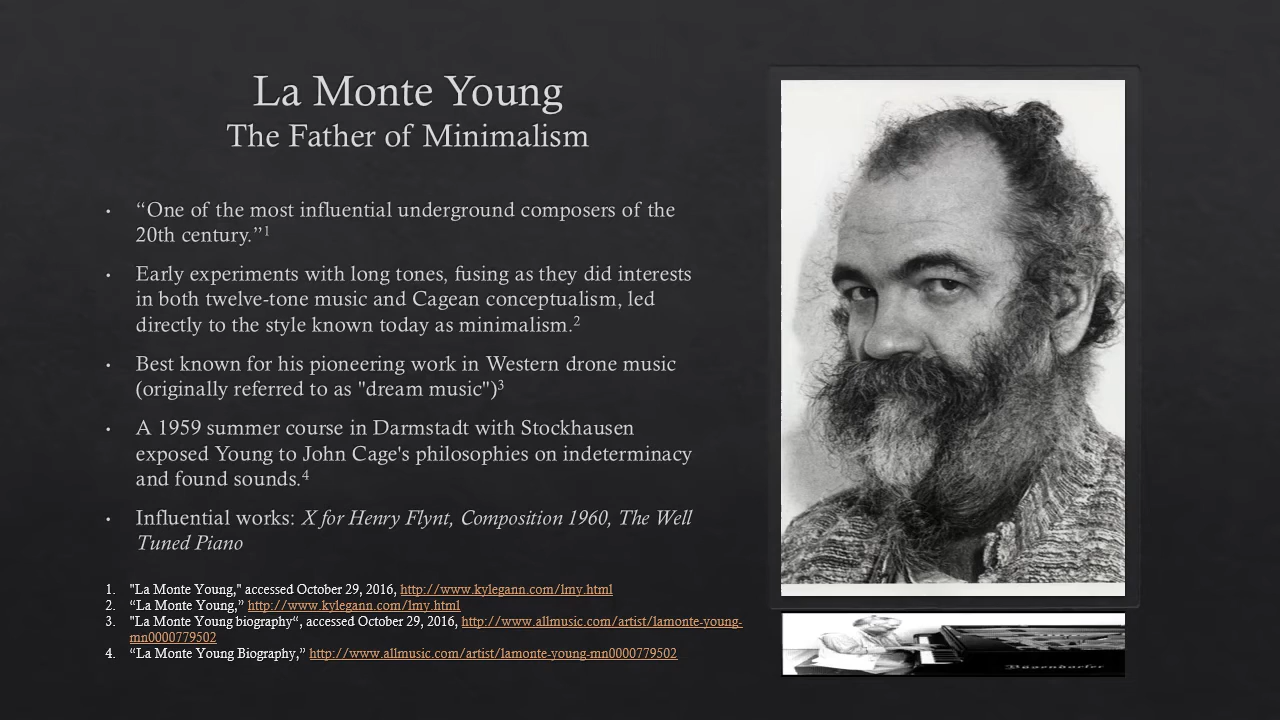 La Monte Young
The Father of Minimalism
• “One of the most influential underground composers of the
20th century.”1
• Early experiments with long tones, fusing as they did interests
in both twelve-tone music and Cagean conceptualism, led
directly to the style known today as minimalism.2
• Best known for his pioneering work in Western drone music
(originally referred to as "dream music")3
• A 1959 summer course in Darmstadt with Stockhausen
exposed Young to John Cage's philosophies on indeterminacy
and found sounds.4
• Influential works: X for Henry Flynt, Composition 1960, The Well
Tuned Piano
1. "La Monte Young," accessed October 29, 2016, http://www.kylegann.com/lmy.html
2. “La Monte Young,” http://www.kylegann.com/lmy.html
3. "La Monte Young biography“, accessed October 29, 2016, http://www.allmusic.com/artist/lamonte-young-
mn0000779502
4. “La Monte Young Biography,” http://www.allmusic.com/artist/lamonte-young-mn0000779502
Bösendorfer